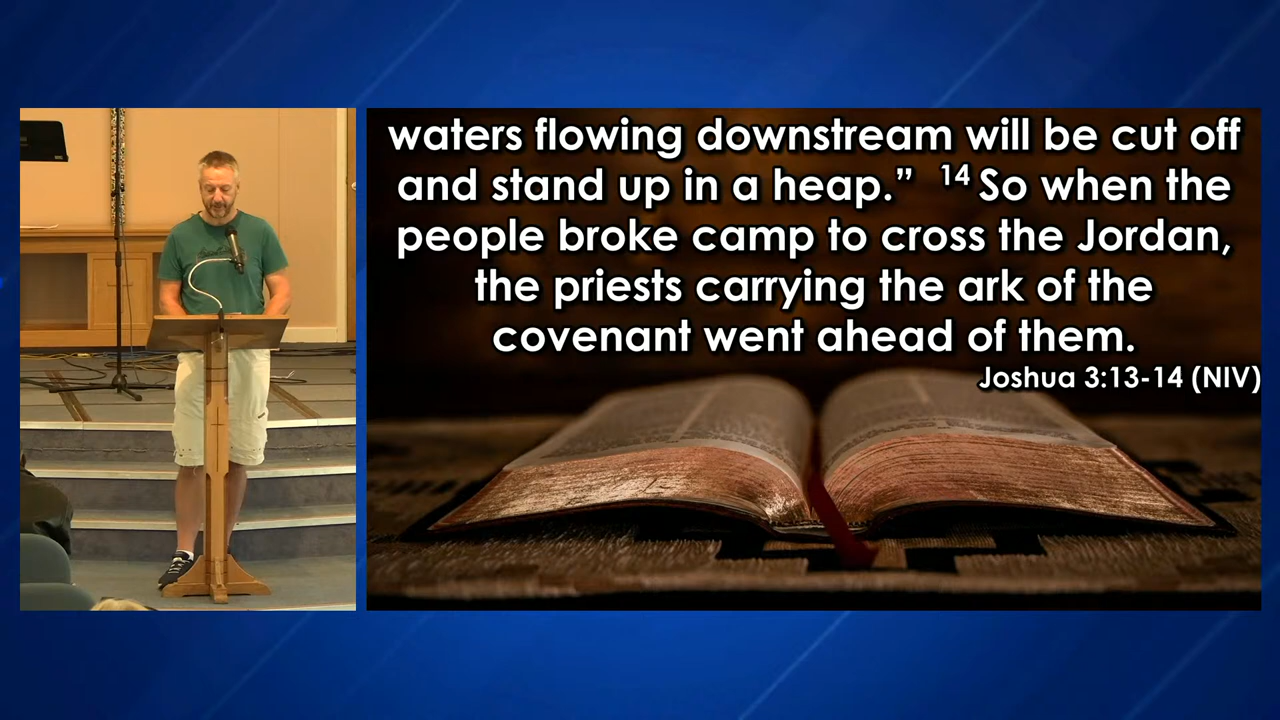 waters flowing downstream will be cut off
and stand up in a heap.” 14 So when the
people broke camp to cross the Jordan,
the priests carrying the ark of the
covenant went ahead of them.
Joshua 3:13-14 (NIV)